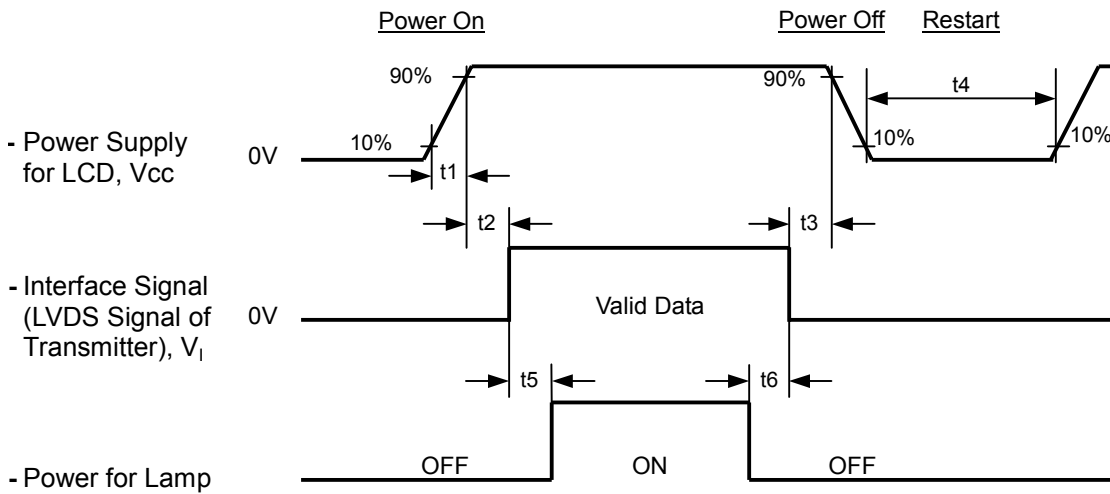 Power On
Power Off
Restart
90%
90%
t4
- Power Supply
for LCD, Vcc
0V
10%
10%
10%
t1
t2
t3
- Interface Signal
(LVDS Signal of
Transmitter), VI
0V
Valid Data
t5
t6
- Power for Lamp
OFF
ON
OFF